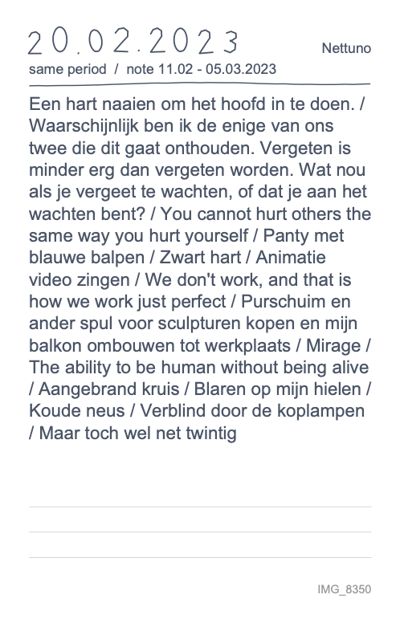 20.02.2023
Nettuno
same period / note 11.02 - 05.03.2023
Een hart naaien om het hoofd in te doen. /
Waarschijnlijk ben ik de enige van ons
twee die dit gaat onthouden. Vergeten is
minder erg dan vergeten worden. Wat nou
als je vergeet te wachten, of dat je aan het
wachten bent? / You cannot hurt others the
same way you hurt yourself / Panty met
blauwe balpen / Zwart hart / Animatie
video zingen / We don't work, and that is
how we work just perfect / Purschuim en
ander spul voor sculpturen kopen en mijn
balkon ombouwen tot werkplaats / Mirage /
The ability to be human without being alive
/ Aangebrand kruis / Blaren op mijn hielen /
Koude neus / Verblind door de koplampen
/ Maar toch wel net twintig
IMG_8350